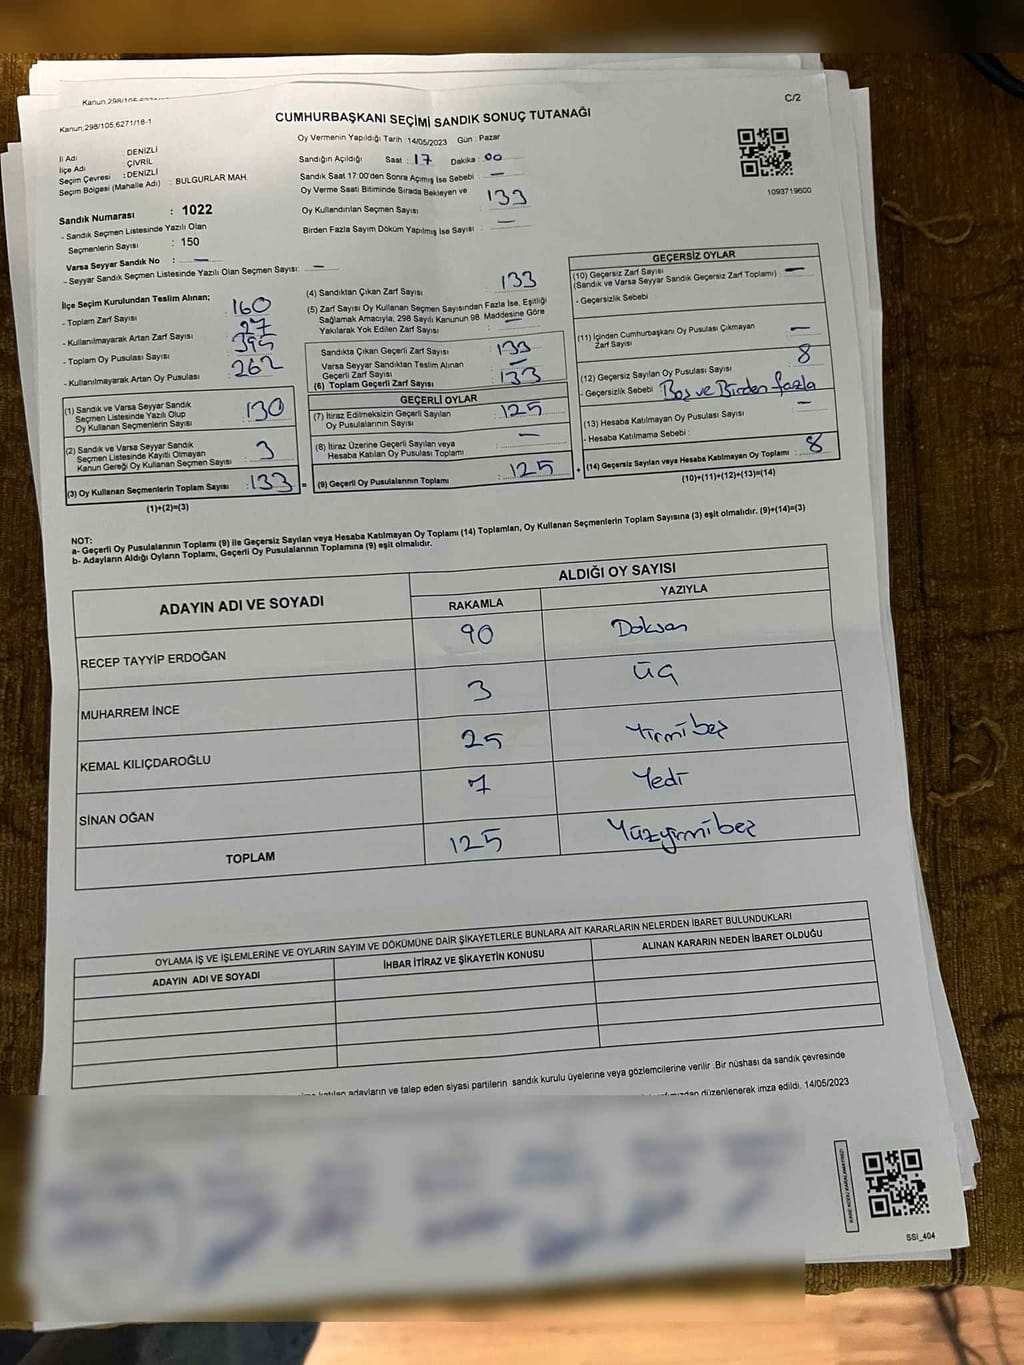 Kanun.298/105,6271/18-1
CUMHURBAŞKANI SEÇİMİ SANDIK SONUÇ TUTANAĞI
C/2
İl Adı : DENİZLİ
İlçe Adı : ÇİVRİL
Seçim Çevresi : DENİZLİ
Seçim Bölgesi (Mahalle Adı) : BULGURLAR MAH.
Oy Vermenin Yapıldığı Tarih : 14/05/2023 Gün : Pazar
Sandığın Açıldığı Saat : 17 Dakika : 00
Sandık Saat 17:00'den Sonra Açımış İse Sebebi : —
Oy Verme Saati Bitiminde Sırada Bekleyen ve
Oy Kullandırılan Seçmen Sayısı : 133
Birden Fazla Sayım Döküm Yapılmış İse Sayısı : —
1093719600
Sandık Numarası : 1022
- Sandık Seçmen Listesinde Yazılı Olan
Seçmenlerin Sayısı : 150
Varsa Seyyar Sandık No : —
- Seyyar Sandık Seçmen Listesinde Yazılı Olan Seçmen Sayısı: —
İlçe Seçim Kurulundan Teslim Alınan;
- Toplam Zarf Sayısı : 160
- Kullanılmayarak Artan Zarf Sayısı : 27
- Toplam Oy Pusulası Sayısı : 395
- Kullanılmayarak Artan Oy Pusulası : 262
(4) Sandıktan Çıkan Zarf Sayısı : 133
(5) Zarf Sayısı Oy Kullanan Seçmen Sayısından Fazla İse, Eşitliği
Sağlamak Amacıyla, 298 Sayılı Kanunun 98 Maddesine Göre
Yakılarak Yok Edilen Zarf Sayısı : —
Sandıkta Çıkan Geçerli Zarf Sayısı : 133
Varsa Seyyar Sandıktan Teslim Alınan
Geçerli Zarf Sayısı : —
(6) Toplam Geçerli Zarf Sayısı : 133
(1) Sandık ve Varsa Seyyar Sandık
Seçmen Listesinde Yazılı Olup
Oy Kullanan Seçmenlerin Sayısı : 130
(2) Sandık ve Varsa Seyyar Sandık
Seçmen Listesinde Kayıtlı Olmayan
Kanun Gereği Oy Kullanan Seçmen Sayısı : 3
(3) Oy Kullanan Seçmenlerin Toplam Sayısı : 133 =
(1)+(2)=(3)
GEÇERLİ OYLAR
(7) İtiraz Edilmeksizin Geçerli Sayılan
Oy Pusulalarının Sayısı : 125
(8) İtiraz Üzerine Geçerli Sayılan veya
Hesaba Katılan Oy Pusulası Toplamı : —
(9) Geçerli Oy Pusulalarının Toplamı : 125 +
GEÇERSİZ OYLAR
(10) Geçersiz Zarf Sayısı
(Sandık ve Varsa Seyyar Sandık Geçersiz Zarf Toplamı) : —
- Geçersizlik Sebebi
(11) İçinden Cumhurbaşkanı Oy Pusulası Çıkmayan
Zarf Sayısı : —
(12) Geçersiz Sayılan Oy Pusulası Sayısı : 8
- Geçersizlik Sebebi Boş ve Birden fazla
(13) Hesaba Katılmayan Oy Pusulası Sayısı : —
- Hesaba Katılmama Sebebi :
(14) Geçersiz Sayılan veya Hesaba Katılmayan Oy Toplamı : 8
(10)+(11)+(12)+(13)=(14)
NOT:
a- Geçerli Oy Pusulalarının Toplamı (9) ile Geçersiz Sayılan veya Hesaba Katılmayan Oy Toplamı (14) Toplamları, Oy Kullanan Seçmenlerin Toplam Sayısına (3) eşit olmalıdır. (9)+(14)=(3)
b- Adayların Aldığı Oyların Toplamı, Geçerli Oy Pusulalarının Toplamına (9) eşit olmalıdır.
ADAYIN ADI VE SOYADI
ALDIĞI OY SAYISI
RAKAMLA YAZIYLA
RECEP TAYYİP ERDOĞAN 90 Doksan
MUHARREM İNCE 3 üç
KEMAL KILIÇDAROĞLU 25 Yirmi beş
SİNAN OĞAN 7 Yedi
TOPLAM 125 Yüzyirmi beş
OYLAMA İŞ VE İŞLEMLERİNE VE OYLARIN SAYIM VE DÖKÜMÜNE DAİR ŞİKAYETLERLE BUNLARA AİT KARARLARIN NELERDEN İBARET BULUNDUKLARI
ADAYIN ADI VE SOYADI İHBAR İTİRAZ VE ŞİKAYETİN KONUSU ALINAN KARARIN NEDEN İBARET OLDUĞU
katılan adayların ve talep eden siyasi partilerin sandık kurulu üyelerine veya gözlemcilerine verilir .Bir nüshası da sandık çevresinde
düzenlenerek imza edildi. 14/05/2023
SSİ_404